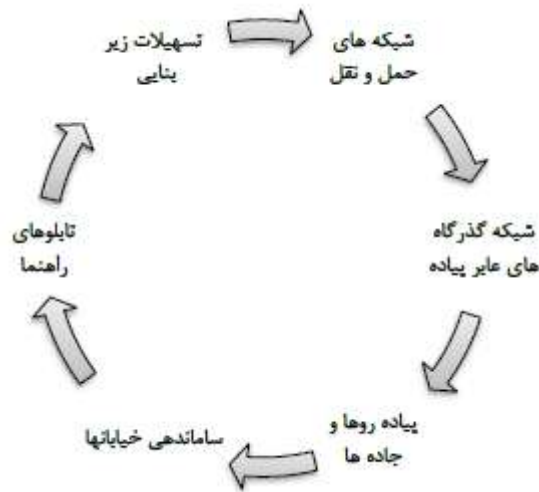 تسهیلات زیر
بنایی
شبکه های
حمل و نقل
شبکه گذرگاه
های عابر پیاده
پیاده روها و
جاده ها
ساماندهی خیابانها
تابلوهای
راهنما